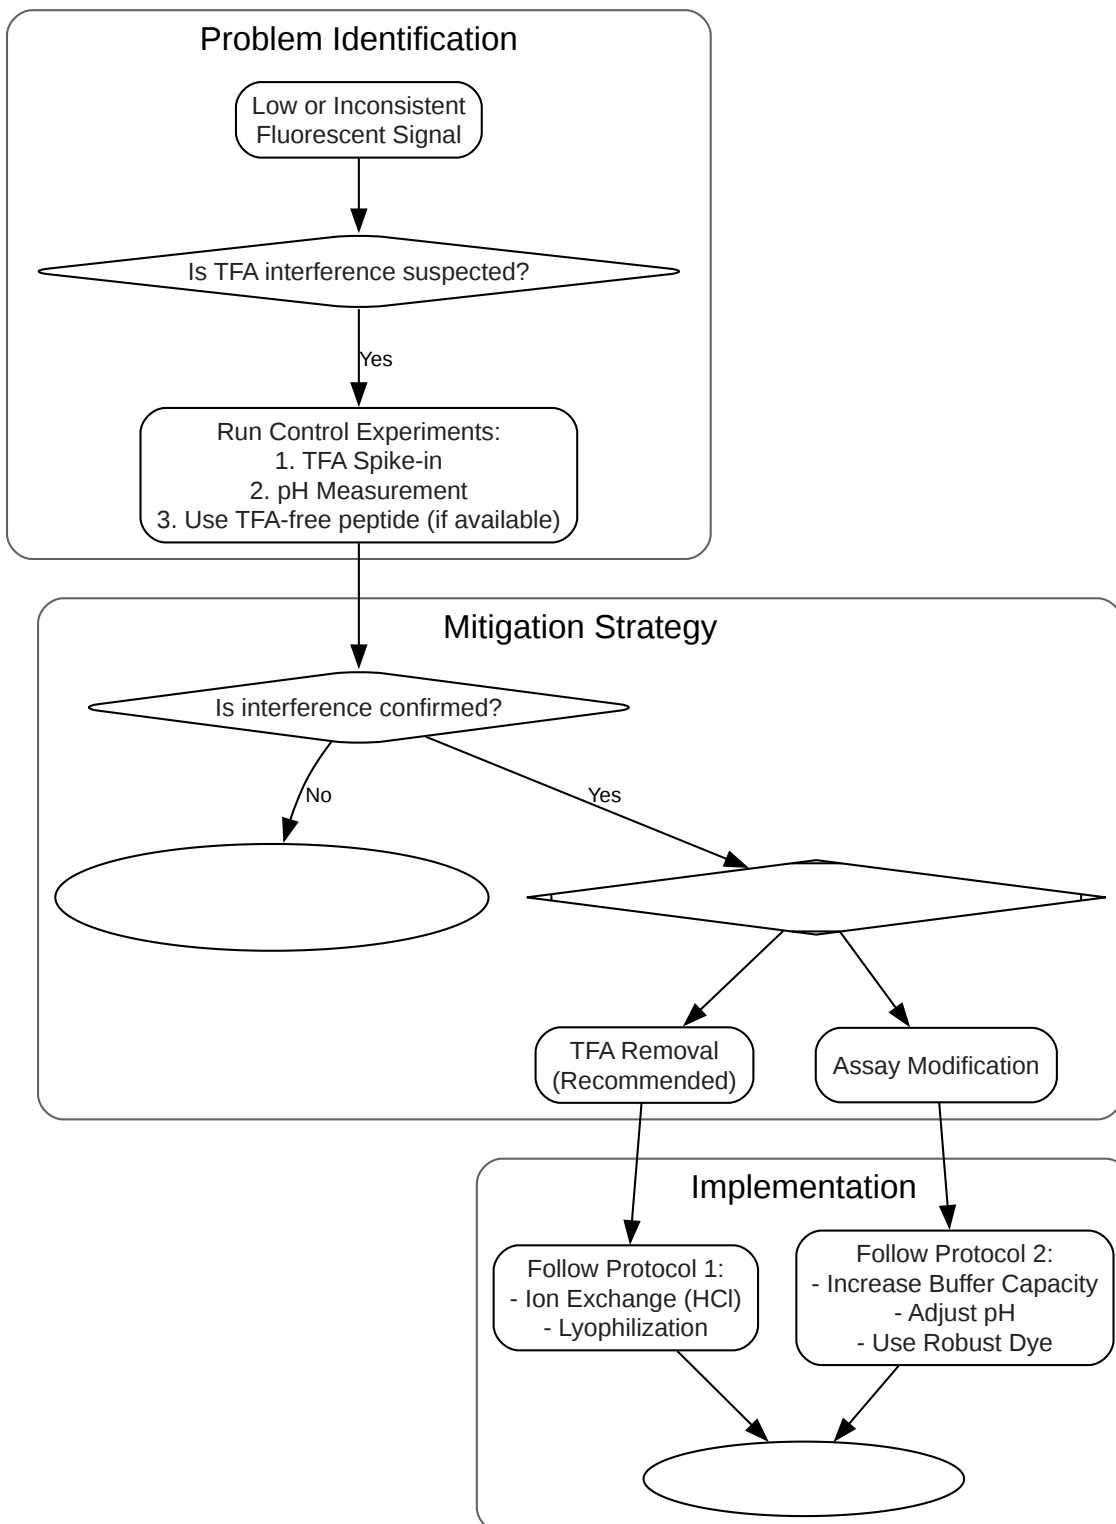 Problem Identification
Low or Inconsistent
Fluorescent Signal
Is TFA interference suspected?
Yes
Run Control Experiments:
1. TFA Spike-in
2. pH Measurement
3. Use TFA-free peptide (if available)
Mitigation Strategy
Is interference confirmed?
No
Yes
TFA Removal
(Recommended)
Assay Modification
Implementation
Follow Protocol 1:
- Ion Exchange (HCl)
- Lyophilization
Follow Protocol 2:
- Increase Buffer Capacity
- Adjust pH
- Use Robust Dye